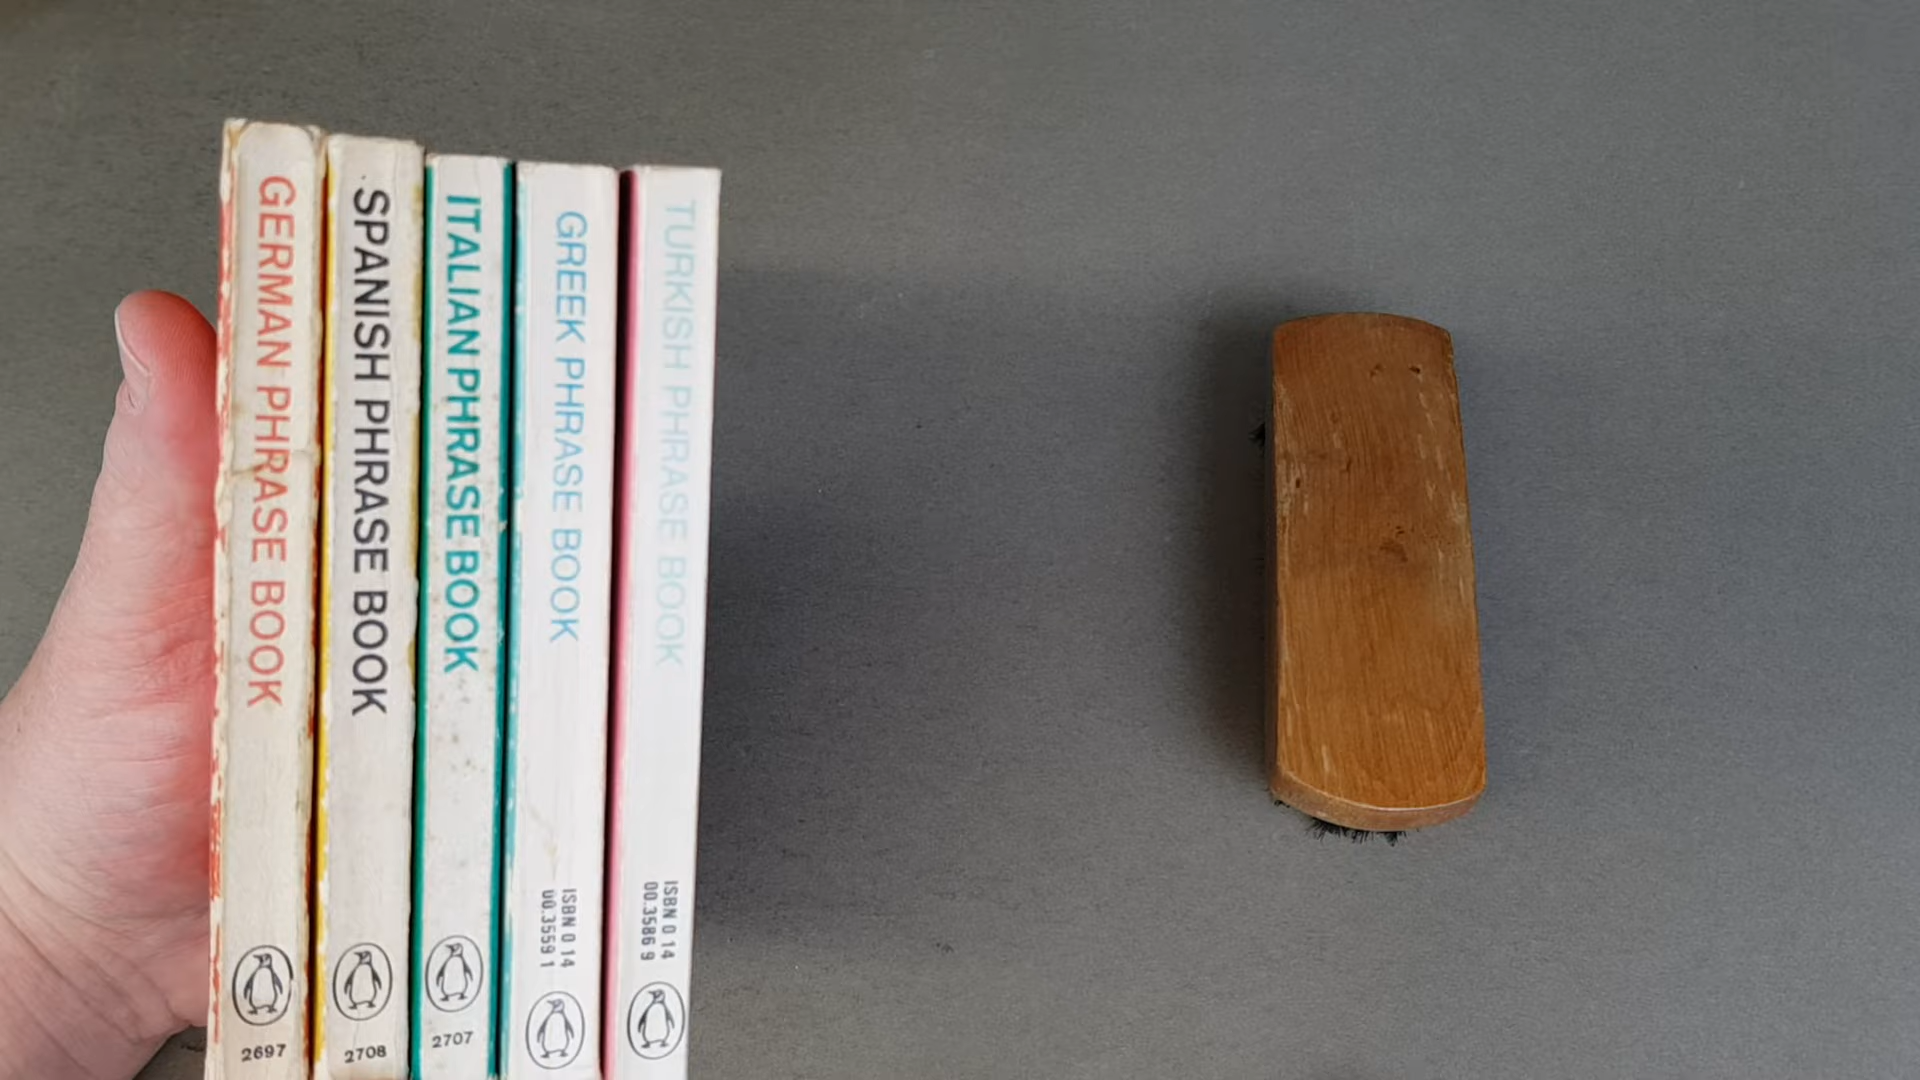 GERMAN PHRASE BOOK
2697
SPANISH PHRASE BOOK
2708
ITALIAN PHRASE BOOK
2707
GREEK PHRASE BOOK
ISBN 0 14
00.3559 1
TURKISH PHRASE BOOK
ISBN 0 14
00.3586 9